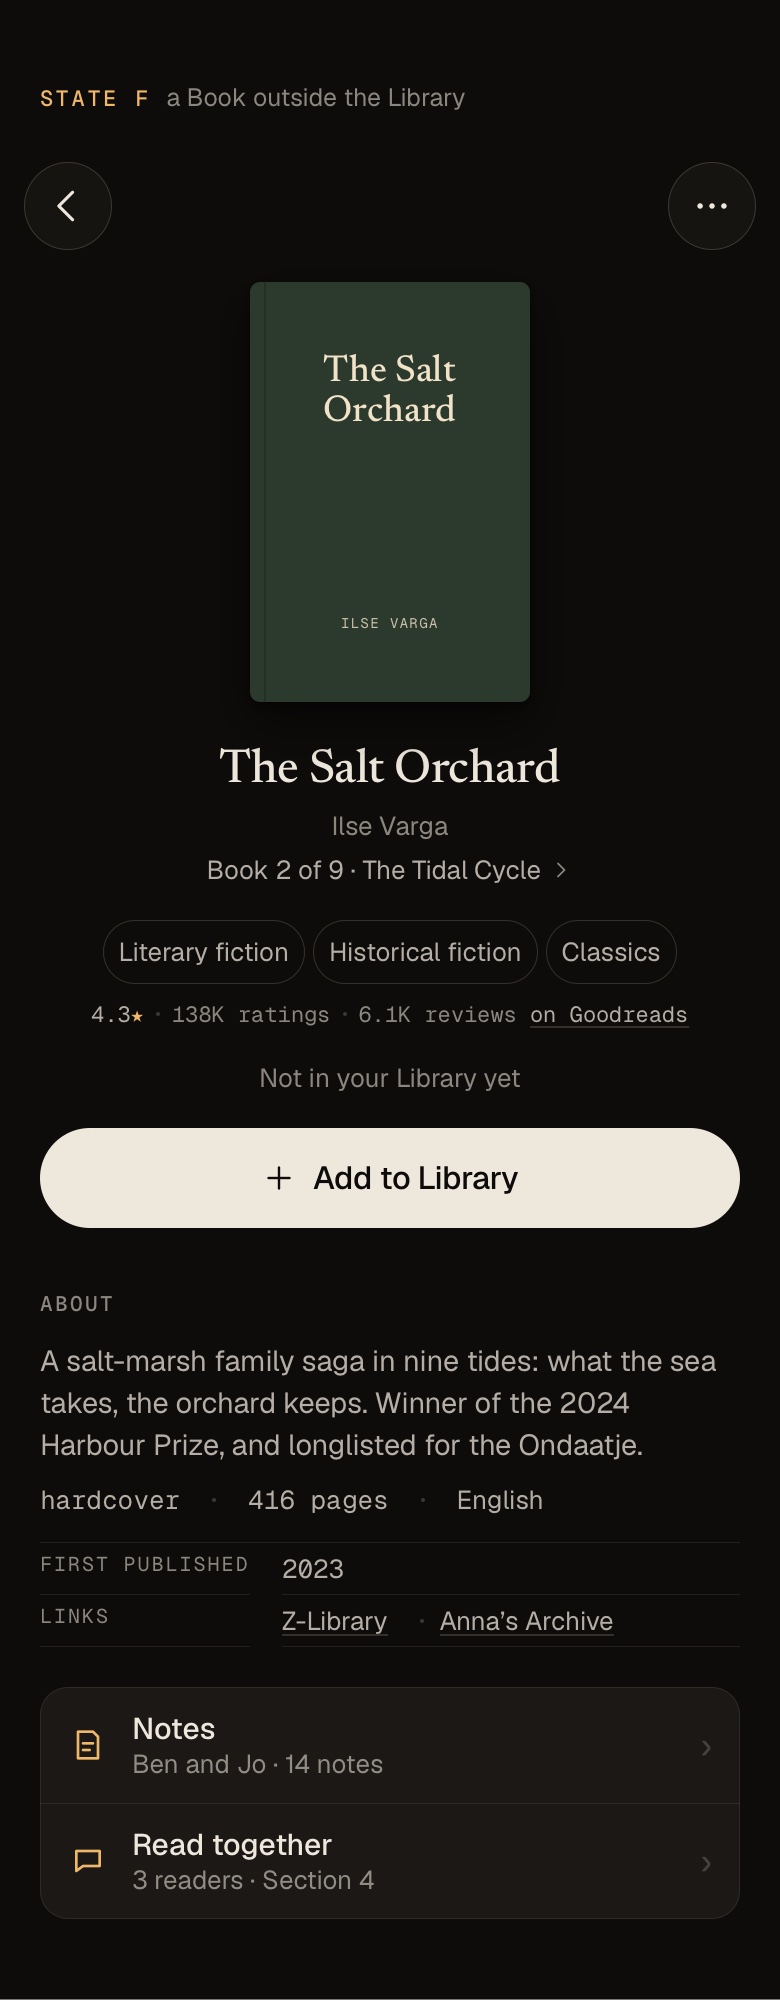 STATE F a Book outside the Library
The Salt
Orchard
ILSE VARGA
The Salt Orchard
Ilse Varga
Book 2 of 9 · The Tidal Cycle
Literary fiction Historical fiction Classics
4.3★ · 138K ratings · 6.1K reviews on Goodreads
Not in your Library yet
Add to Library
ABOUT
A salt-marsh family saga in nine tides: what the sea
takes, the orchard keeps. Winner of the 2024
Harbour Prize, and longlisted for the Ondaatje.
hardcover · 416 pages · English
FIRST PUBLISHED 2023
LINKS Z-Library · Anna’s Archive
Notes
Ben and Jo · 14 notes
Read together
3 readers · Section 4